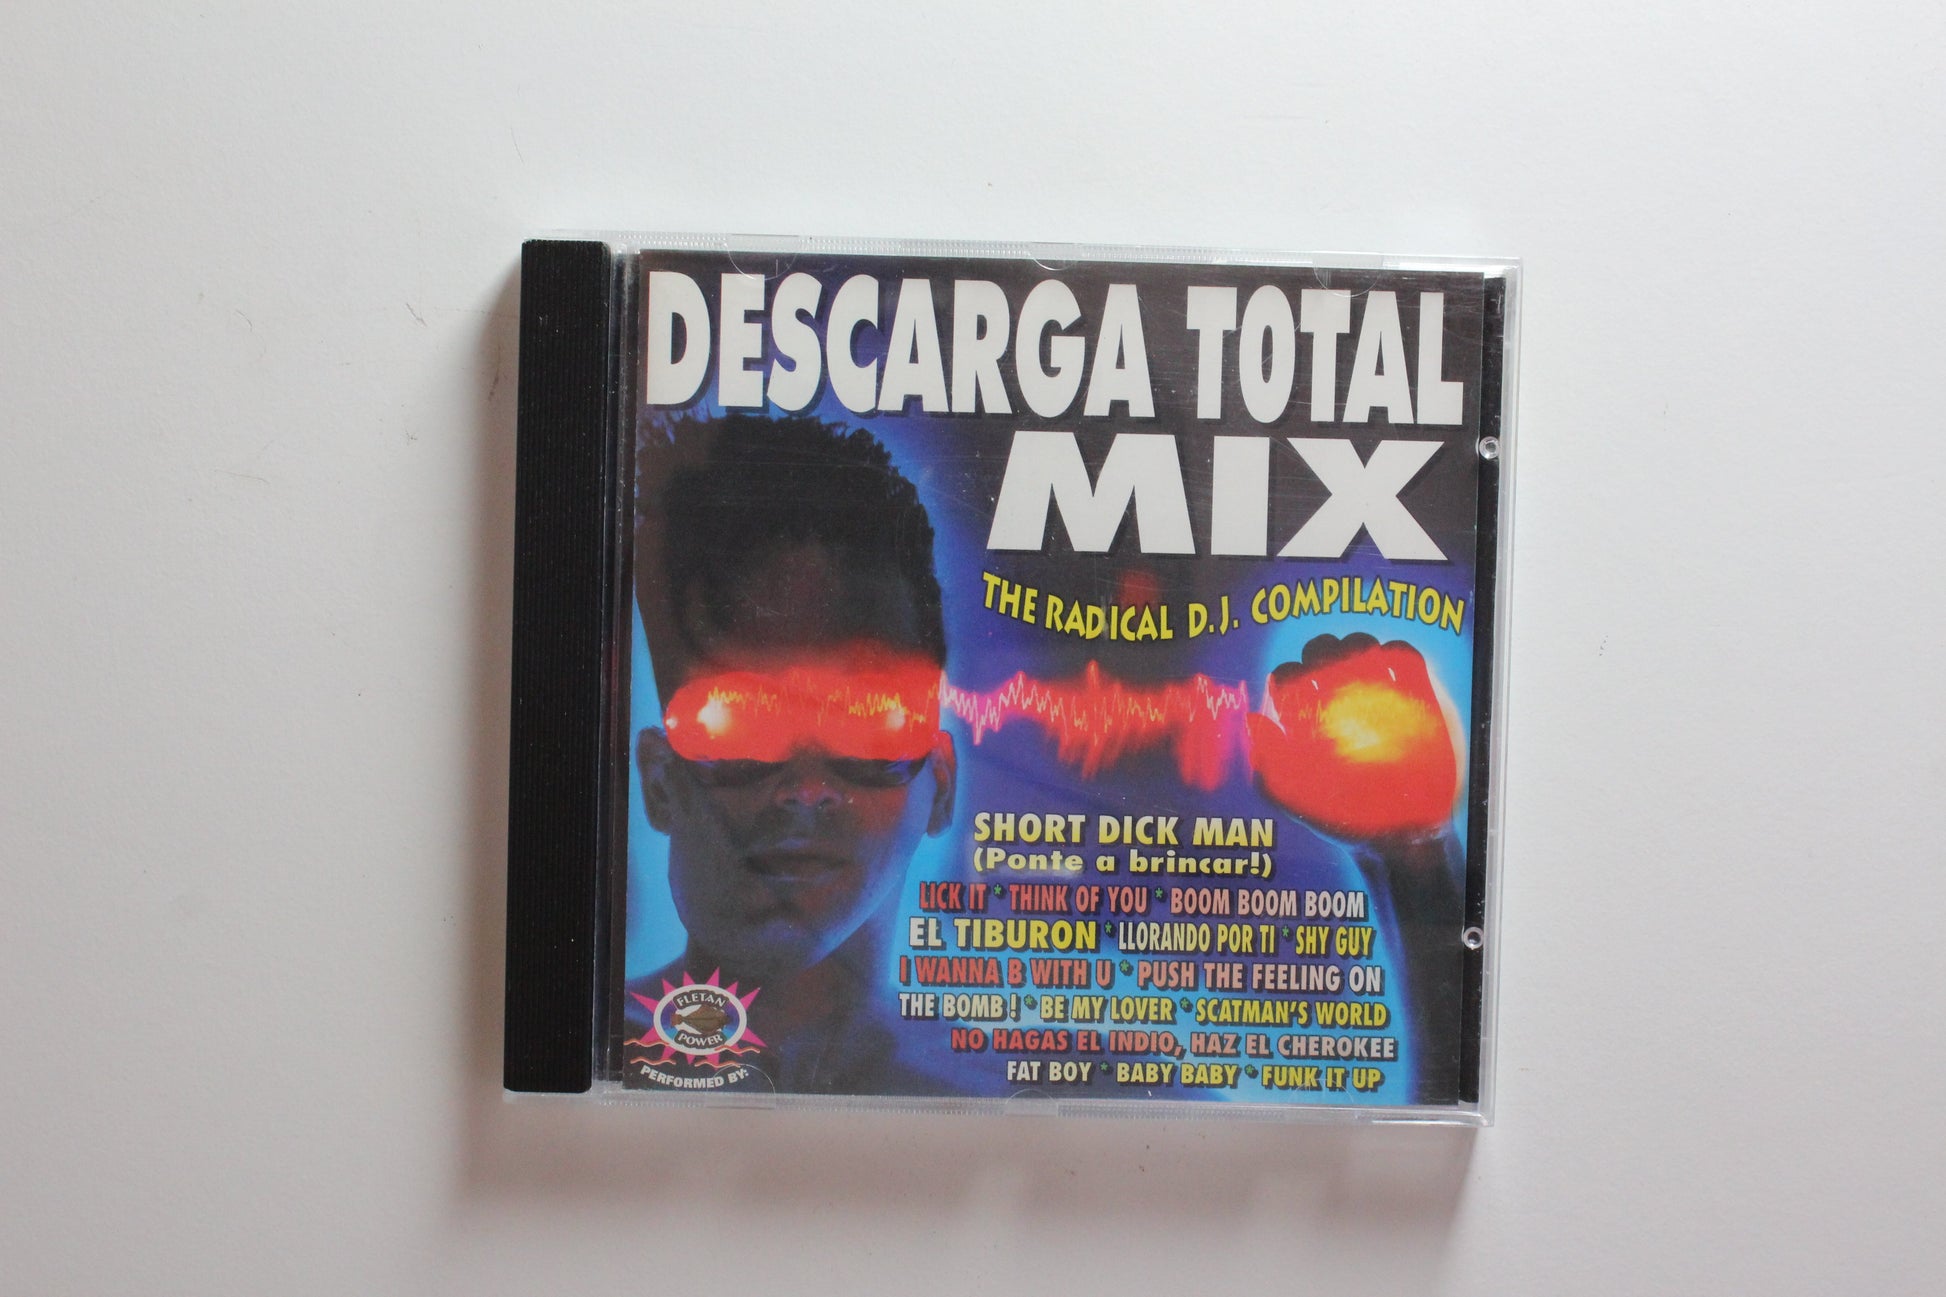 DESCARGA TOTAL
MIX
THE RADICAL D.J. COMPILATION
SHORT DICK MAN
(Ponte a brincar!)
LICK IT * THINK OF YOU * BOOM BOOM BOOM
EL TIBURON * LLORANDO POR TI * SHY GUY
I WANNA B WITH U * PUSH THE FEELING ON
THE BOMB! * BE MY LOVER * SCATMAN'S WORLD
NO HAGAS EL INDIO, HAZ EL CHEROKEE
FAT BOY * BABY BABY * FUNK IT UP
FLETAN
POWER
PERFORMED BY: